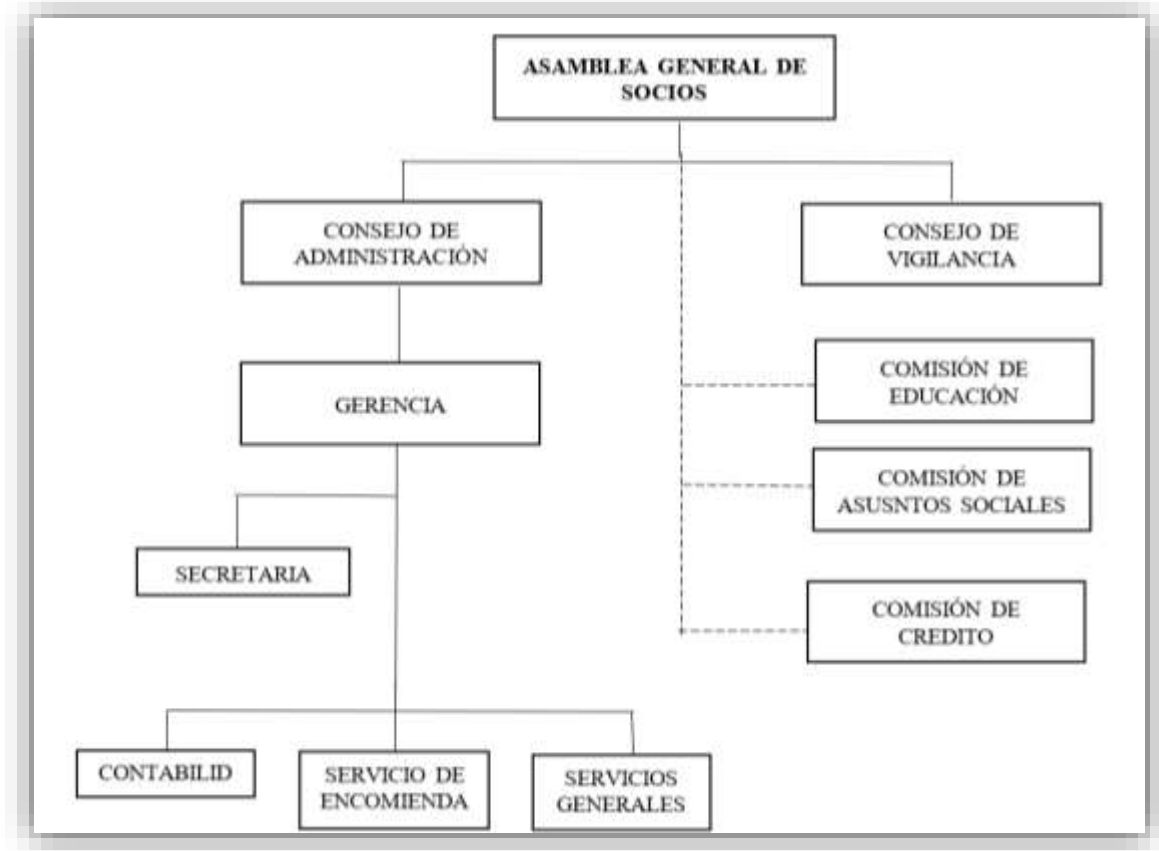 ASAMBLEA GENERAL DE
SOCIOS
CONSEJO DE
ADMINISTRACIÓN
CONSEJO DE
VIGILANCIA
GERENCIA
COMISIÓN DE
EDUCACIÓN
COMISIÓN DE
ASUSNTOS SOCIALES
SECRETARIA
COMISIÓN DE
CREDITO
CONTABILID
SERVICIO DE
ENCOMIENDA
SERVICIOS
GENERALES